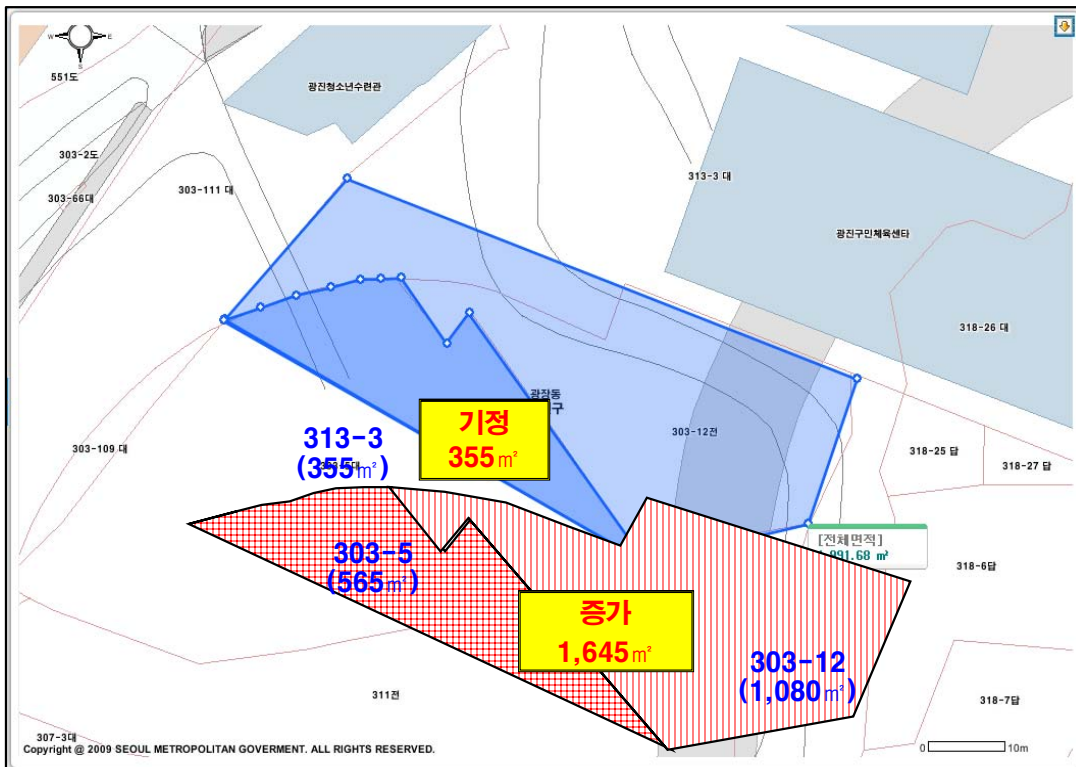 W E
S
551도
광진청소년수련관
303-2도
303-66대
303-111 대
313-3 대
광진구민체육센타
318-26 대
광장동
구
303-12전
기정
355㎡
313-3
(355㎡)
303-109 대
318-25 답
318-27 답
[전체면적]
991.68 ㎡
303-5
(565㎡)
318-6답
증가
1,645㎡
303-12
(1,080㎡)
311전
318-7답
307-3대
Copyright @ 2009 SEOUL METROPOLITAN GOVERMENT. ALL RIGHTS RESERVED.
0 10m